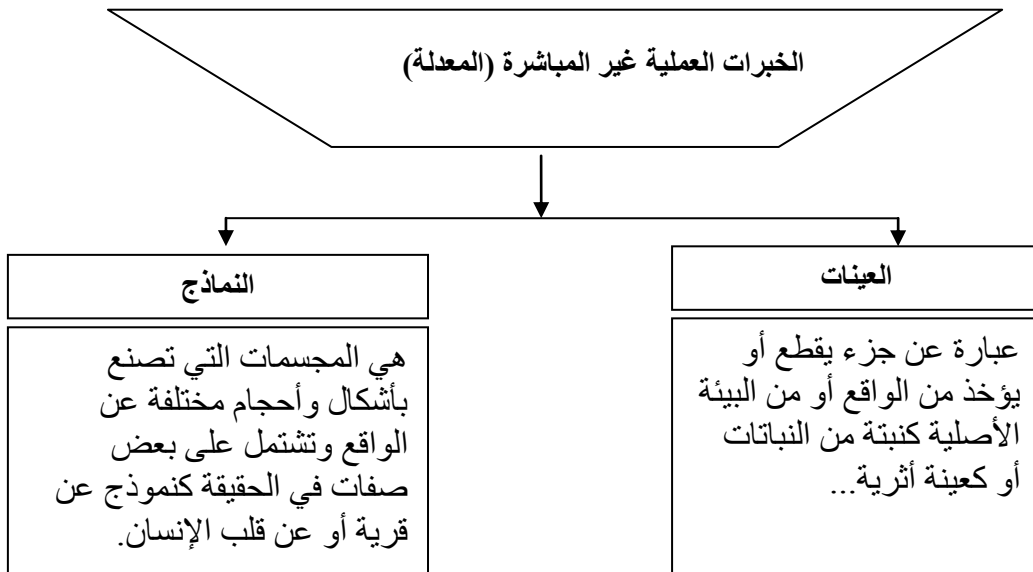 الخبرات العملية غير المباشرة (المعدلة)
العينات
عبارة عن جزء يقطع أو
يؤخذ من الواقع أو من البيئة
الأصلية كنبتة من النباتات
أو كعينة أثرية...
النماذج
هي المجسمات التي تصنع
بأشكال وأحجام مختلفة عن
الواقع وتشتمل على بعض
صفات في الحقيقة كنموذج عن
قرية أو عن قلب الإنسان.